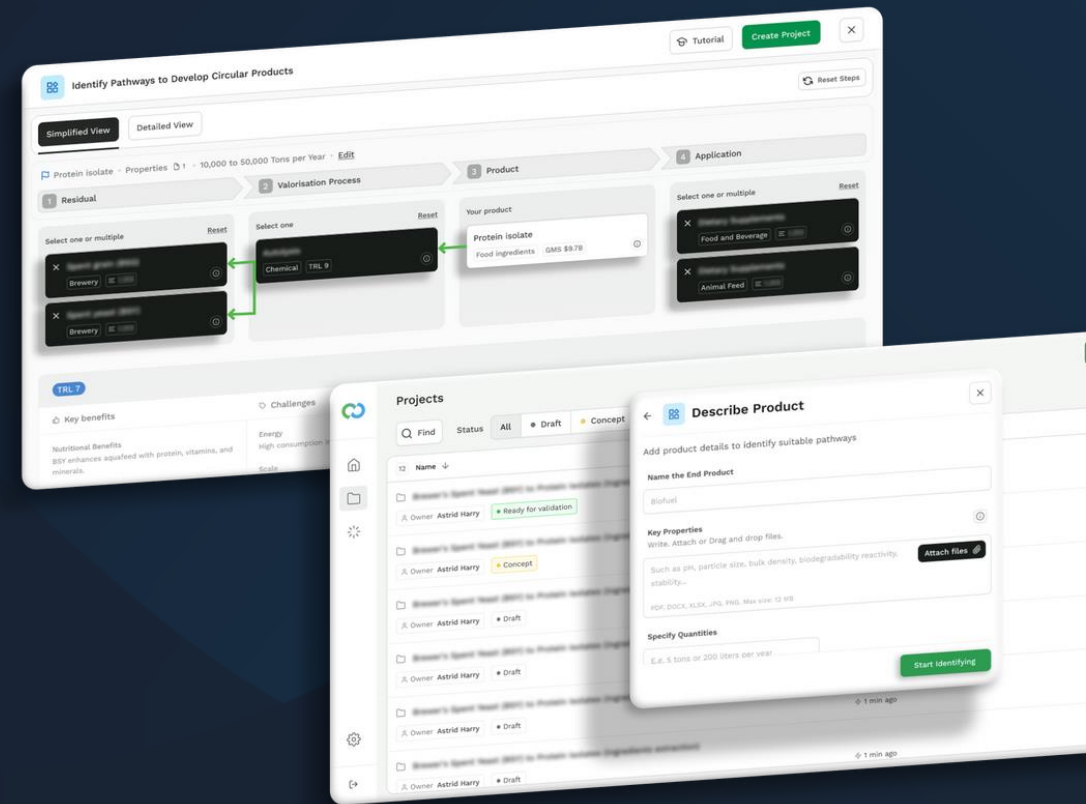 Identify Pathways to Develop Circular Products
Tutorial
Create Project
Simplified View
Detailed View
Reset Steps
Protein isolate · Properties 1 · 10,000 to 50,000 Tons per Year · Edit
1 Residual
2 Valorisation Process
3 Product
4 Application
Select one or multiple
Reset
Brewery
Brewery
Select one
Reset
Chemical
TRL 9
Your product
Protein isolate
Food ingredients
GMS $9.7B
Select one or multiple
Reset
Food and Beverage
Animal Feed
TRL 7
Key benefits
Challenges
Nutritional Benefits
BSY enhances aquafeed with protein, vitamins, and
minerals.
Energy
High consumption
Scale
Projects
Find
Status
All
Draft
Concept
12 Name
Owner Astrid Harry
Ready for validation
Owner Astrid Harry
Concept
Owner Astrid Harry
Draft
Owner Astrid Harry
Draft
Owner Astrid Harry
Draft
1 min ago
Owner Astrid Harry
Draft
1 min ago
Describe Product
Add product details to identify suitable pathways
Name the End Product
Biofuel
Key Properties
Write. Attach or Drag and drop files.
Attach files
Such as pH, particle size, bulk density, biodegradability reactivity,
stability...
PDF, DOCX, XLSX, JPG, PNG. Max size: 12 MB
Specify Quantities
E.g. 5 tons or 200 liters per year
Start Identifying